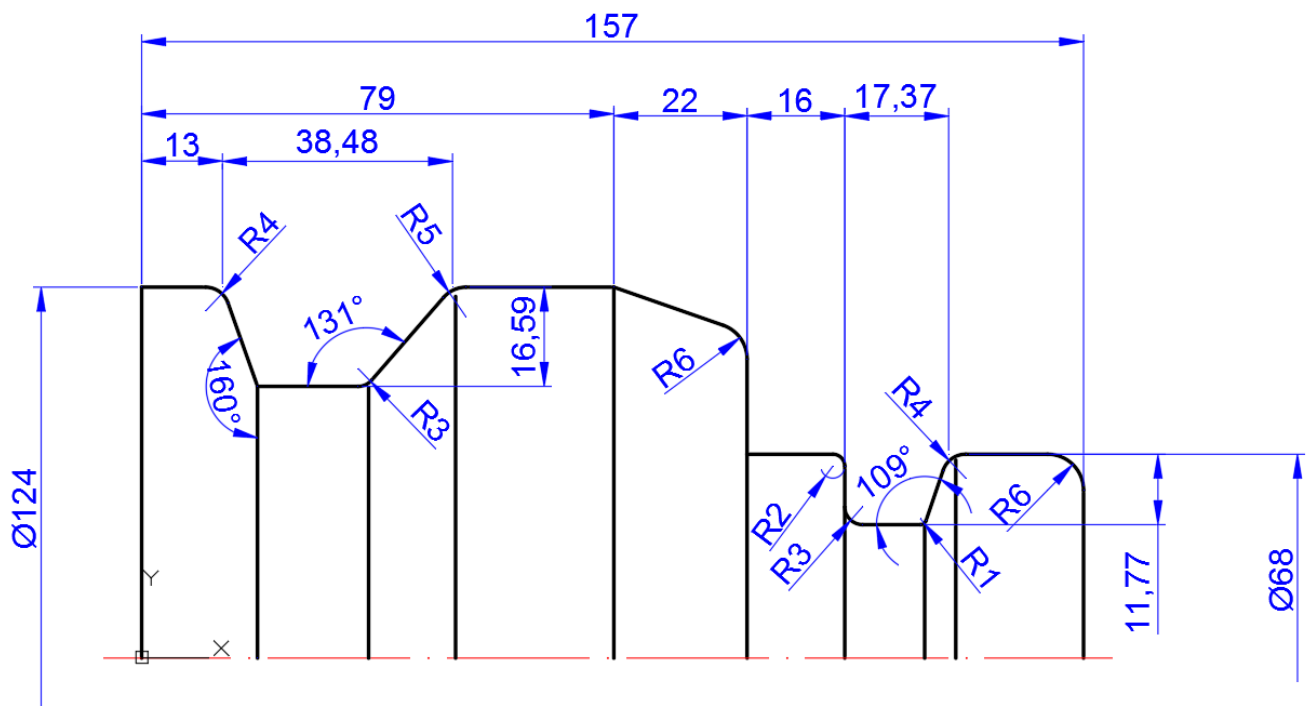 157
79
22
16
17,37
13
38,48
R4
R5
131°
16,59
160°
R3
R6
R4
109°
R2
R3
R1
R6
11,77
Ø124
Ø68
Y
X